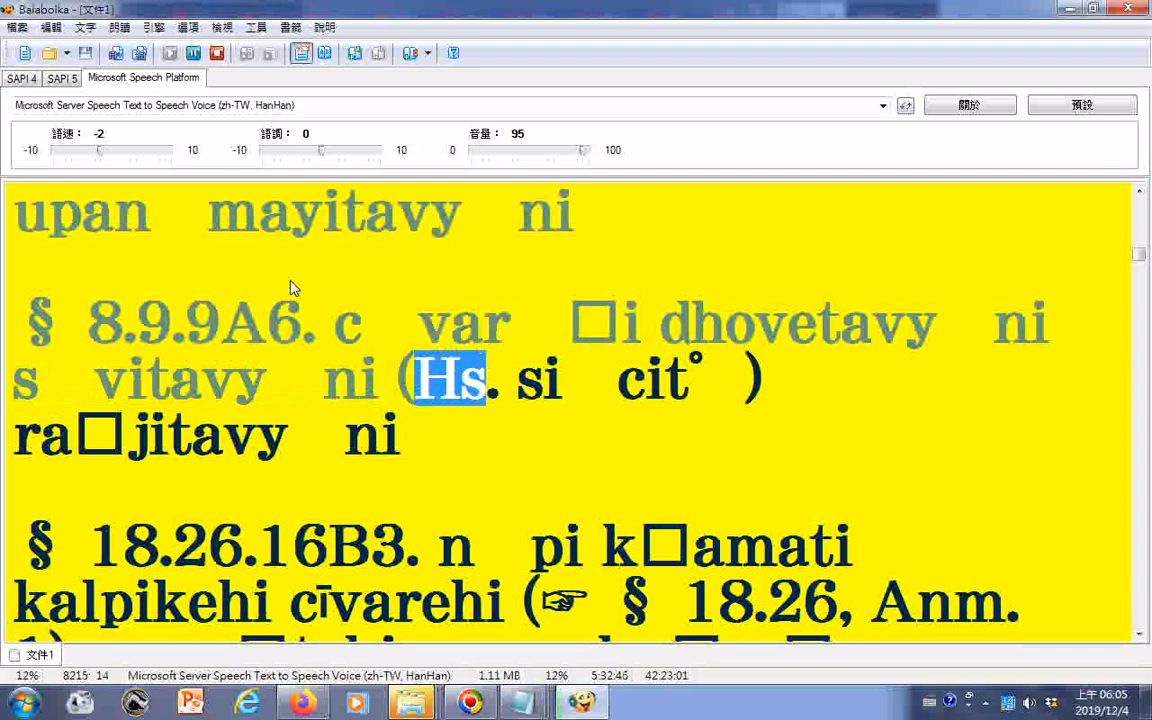 Balabolka - [文件1]
檔案 編輯 文字 朗讀 引擎 選項 檢視 工具 書籤 說明
SAPI 4 SAPI 5 Microsoft Speech Platform
Microsoft Server Speech Text to Speech Voice (zh-TW, HanHan) 關於 預設
語速： -2 語調： 0 音量： 95
-10 10 -10 10 0 100
upan mayitavy ni
§ 8.9.9A6. c var □i dhovetavy ni
s vitavy ni (Hs. si cit° )
ra□jitavy ni
§ 18.26.16B3. n pi k□amati
kalpikehi cīvarehi (☞ § 18.26, Anm.
文件1
12% 8215: 14 Microsoft Server Speech Text to Speech Voice (zh-TW, HanHan) 1.11 MB 12% 5:32:46 42:23:01
上午 06:05
2019/12/4